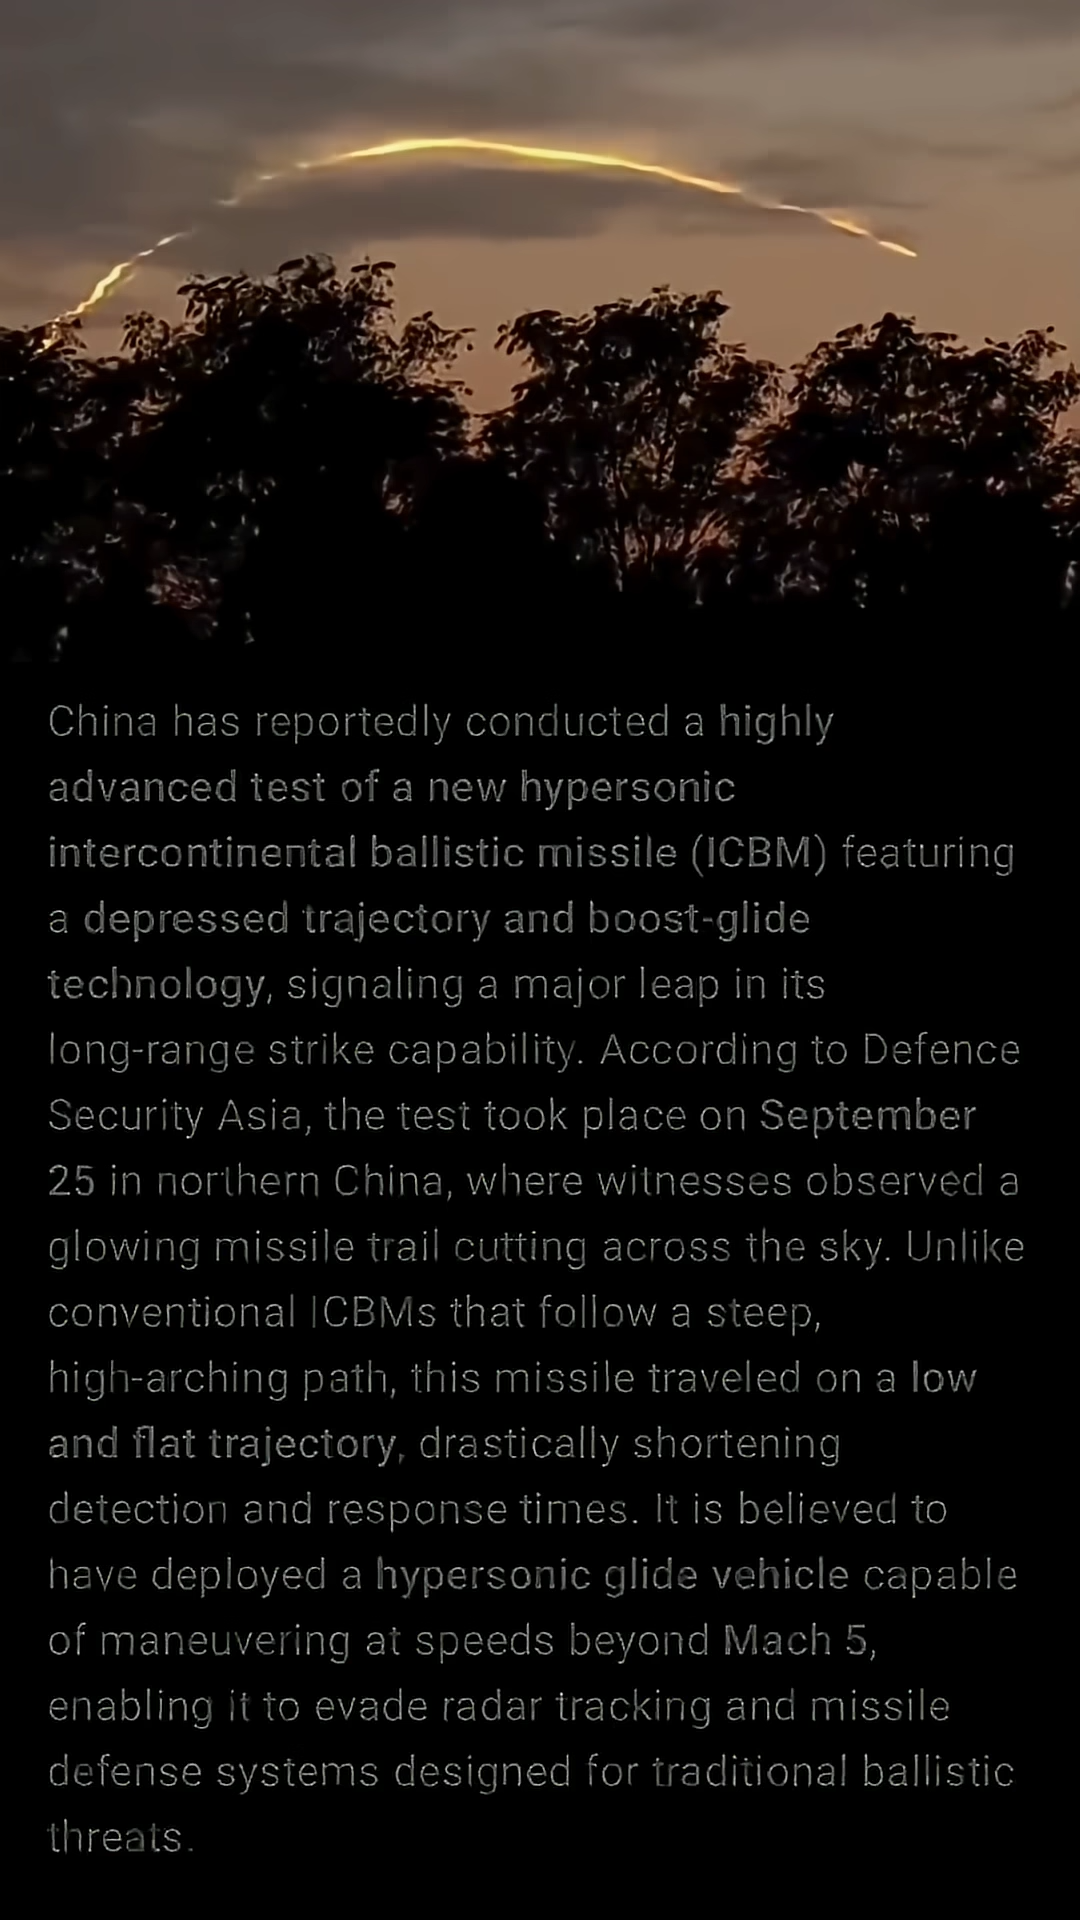 China has reportedly conducted a highly
advanced test of a new hypersonic
intercontinental ballistic missile (ICBM) featuring
a depressed trajectory and boost-glide
technology, signaling a major leap in its
long-range strike capability. According to Defence
Security Asia, the test took place on September
25 in northern China, where witnesses observed a
glowing missile trail cutting across the sky. Unlike
conventional ICBMs that follow a steep,
high-arching path, this missile traveled on a low
and flat trajectory, drastically shortening
detection and response times. It is believed to
have deployed a hypersonic glide vehicle capable
of maneuvering at speeds beyond Mach 5,
enabling it to evade radar tracking and missile
defense systems designed for traditional ballistic
threats.